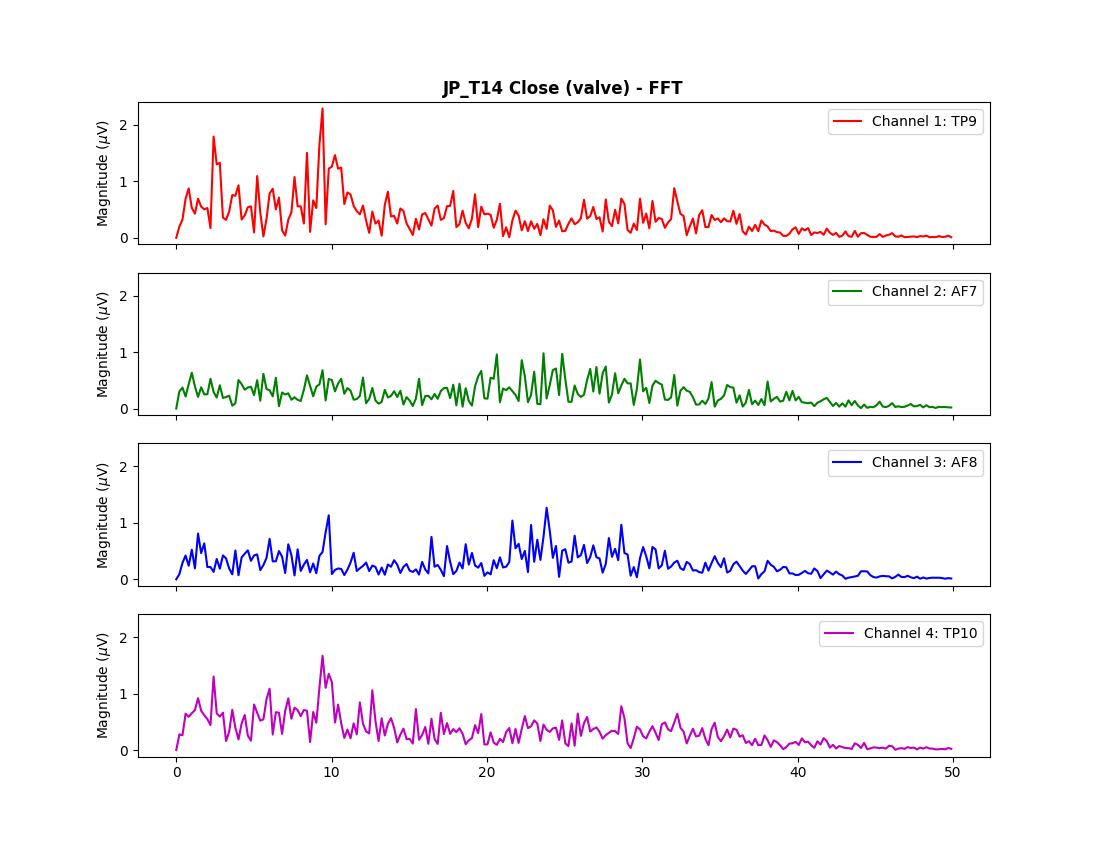 JP_T14 Close (valve) - FFT
Magnitude (μV)
2
1
0
Channel 1: TP9
Magnitude (μV)
2
1
0
Channel 2: AF7
Magnitude (μV)
2
1
0
Channel 3: AF8
Magnitude (μV)
2
1
0
Channel 4: TP10
0 10 20 30 40 50